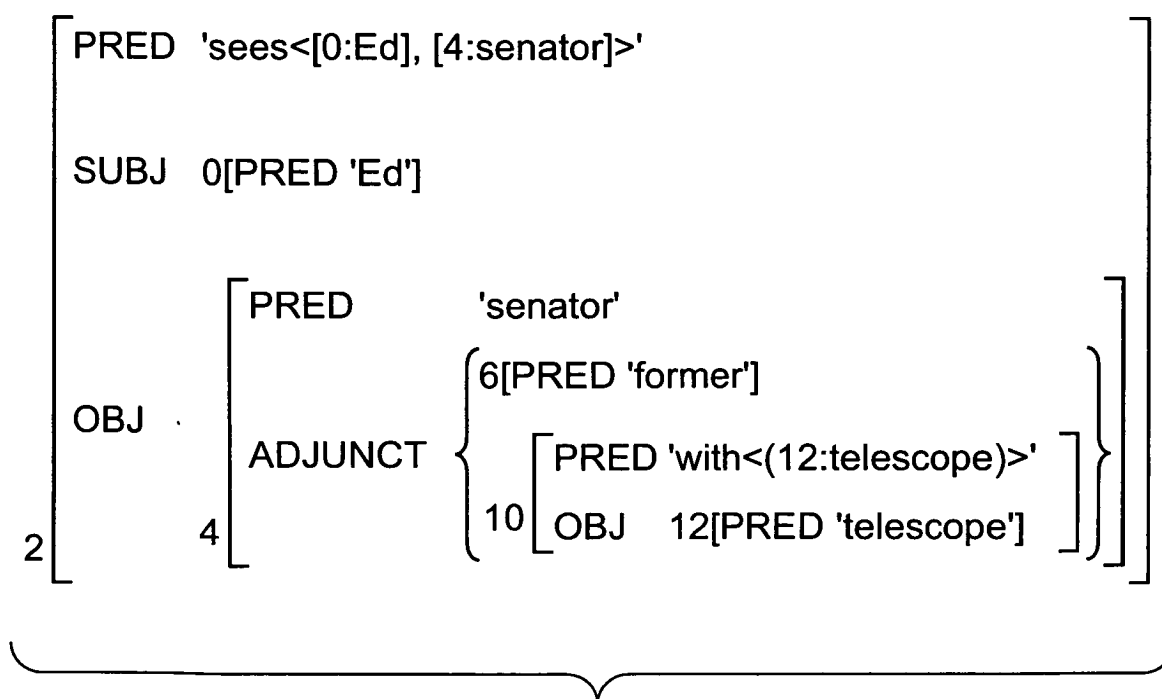 PRED 'sees<[0:Ed], [4:senator]>'
SUBJ 0[PRED 'Ed']
PRED 'senator'
6[PRED 'former']
OBJ
ADJUNCT
PRED 'with<(12:telescope)>'
10
OBJ 12[PRED 'telescope']
4
2